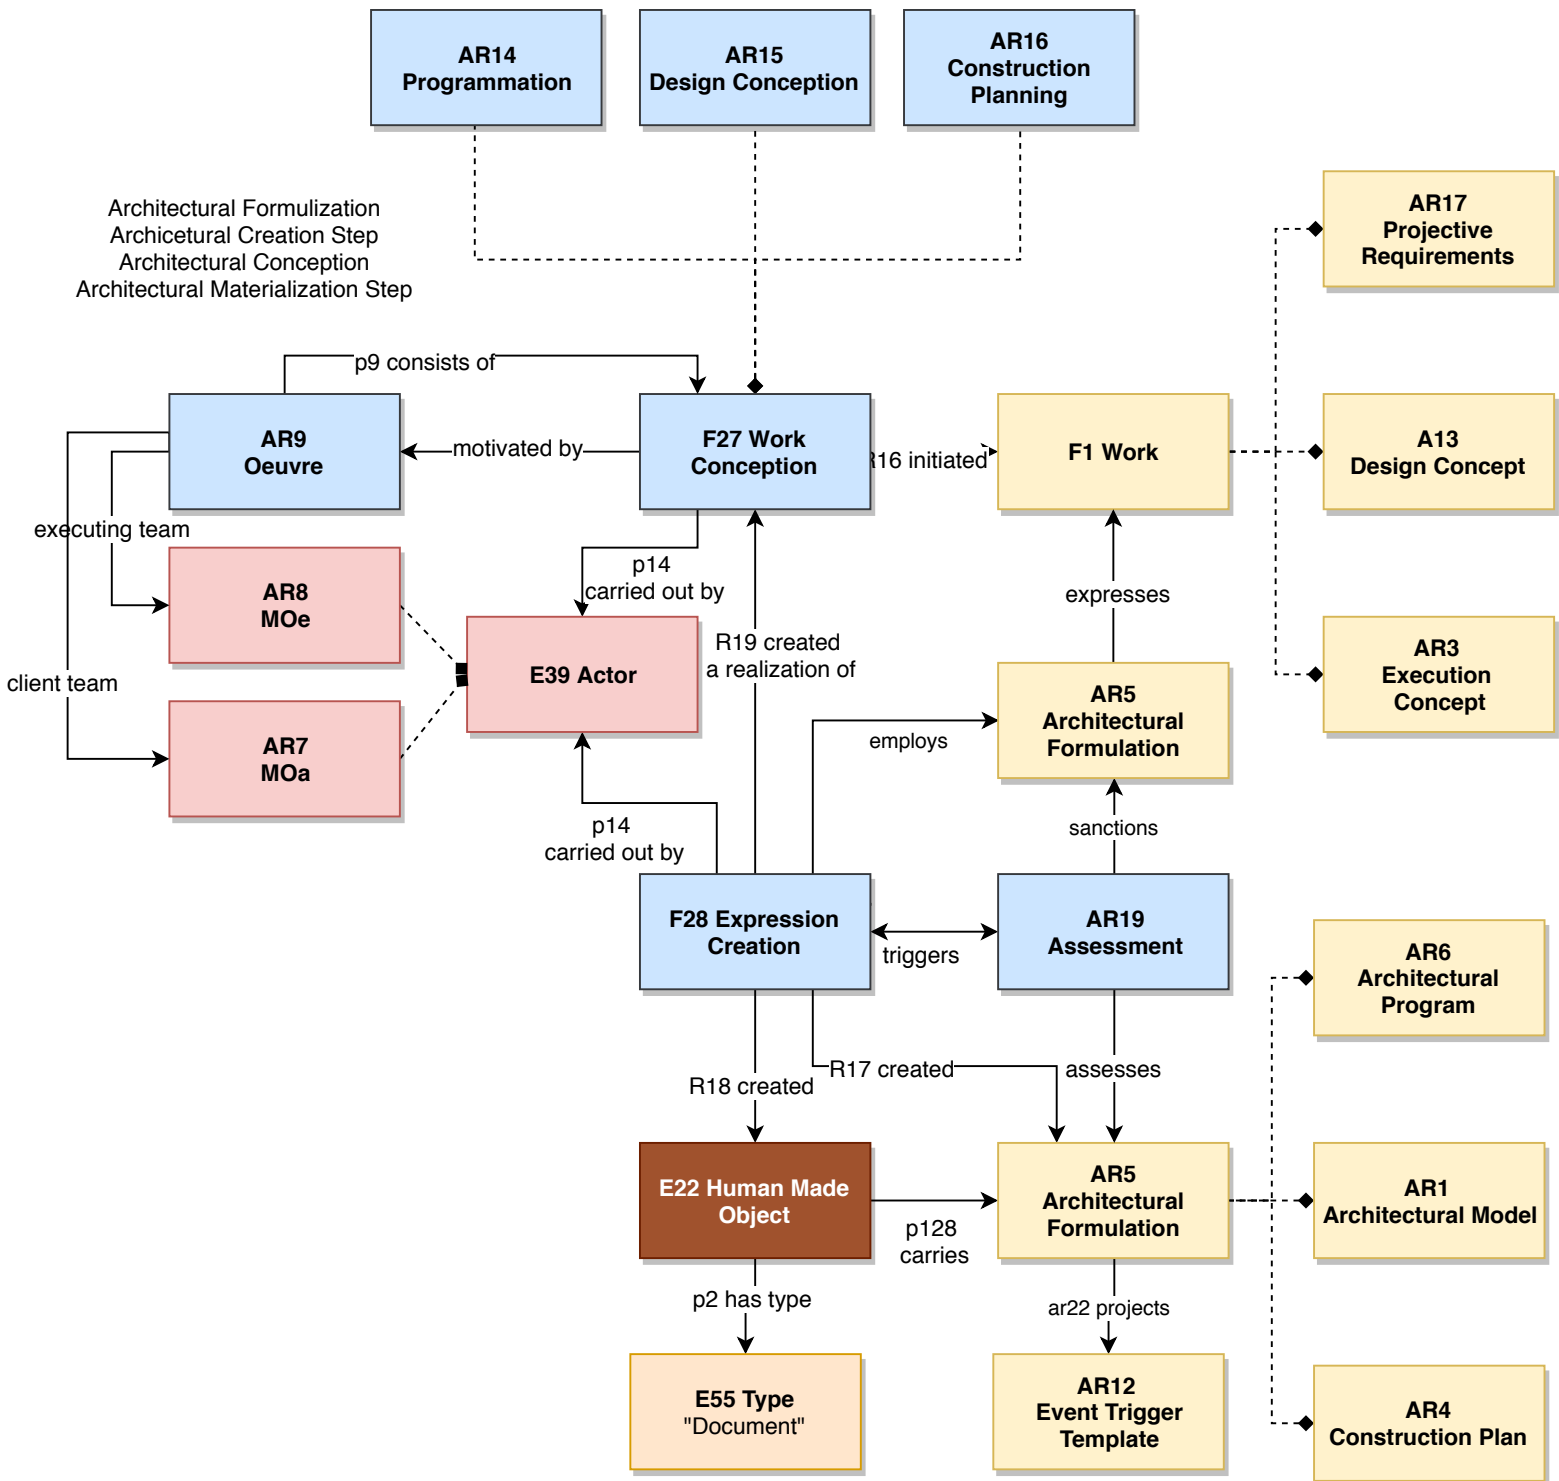 AR14
Programmation
AR15
Design Conception
AR16
Construction
Planning
Architectural Formulization
Archicetural Creation Step
Architectural Conception
Architectural Materialization Step
AR17
Projective
Requirements
p9 consists of
AR9
Oeuvre
motivated by
F27 Work
Conception
R16 initiated
F1 Work
A13
Design Concept
executing team
AR8
MOe
p14
carried out by
E39 Actor
R19 created
a realization of
expresses
client team
AR7
MOa
AR5
Architectural
Formulation
AR3
Execution
Concept
employs
p14
carried out by
sanctions
F28 Expression
Creation
triggers
AR19
Assessment
AR6
Architectural
Program
R18 created
R17 created
assesses
E22 Human Made
Object
p128
carries
AR5
Architectural
Formulation
AR1
Architectural Model
p2 has type
ar22 projects
E55 Type
"Document"
AR12
Event Trigger
Template
AR4
Construction Plan